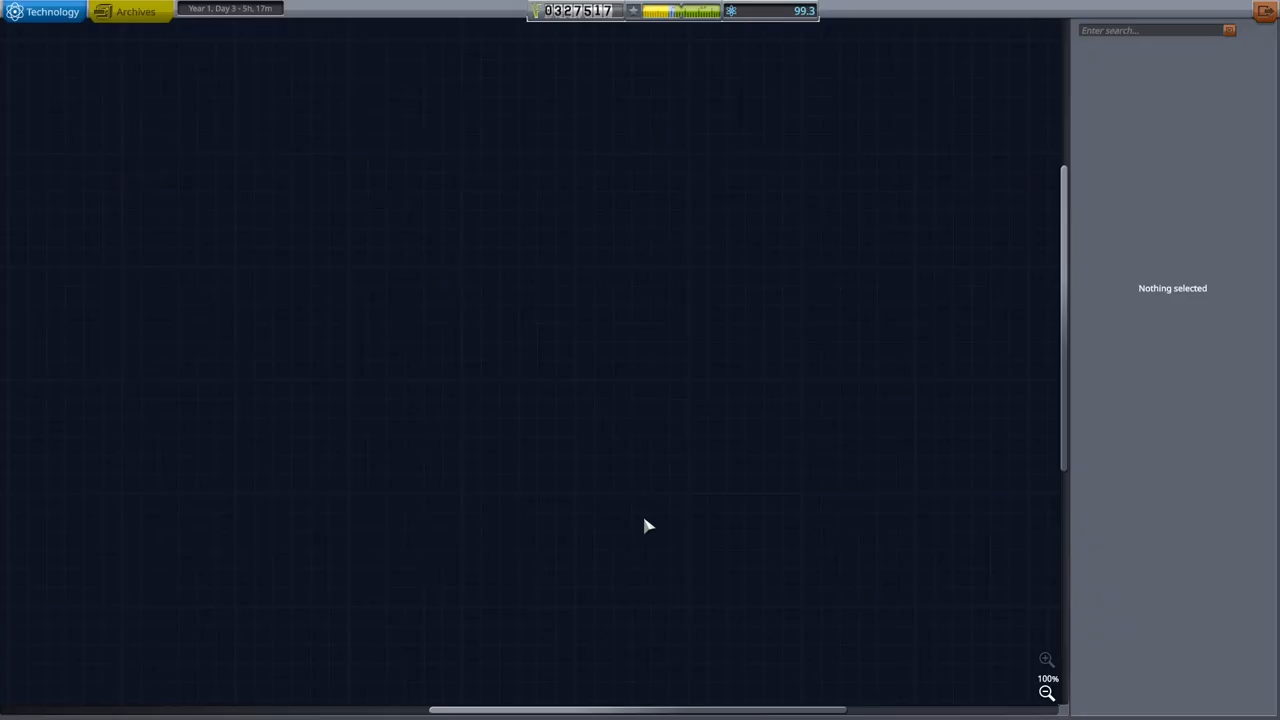 Technology
Archives
Year 1, Day 3 - 5h, 17m
0327517
99.3
Enter search...
Nothing selected
100%